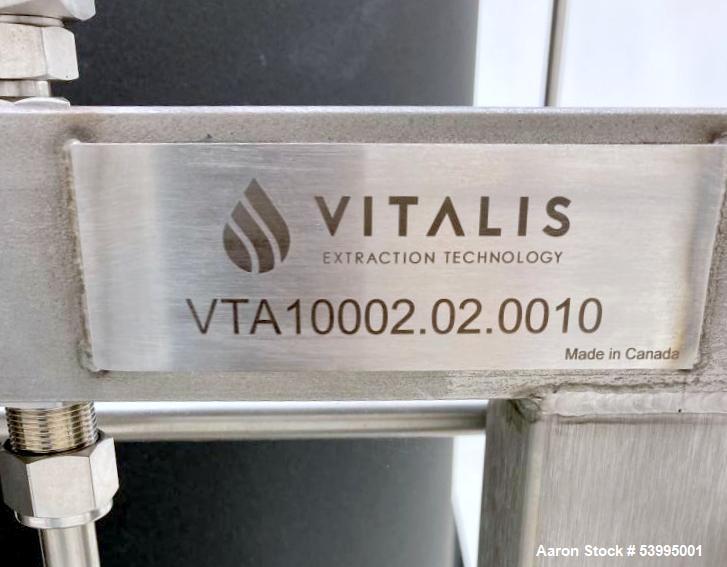 VITALIS
EXTRACTION TECHNOLOGY
VTA10002.02.0010
Made in Canada
Aaron Stock # 53995001